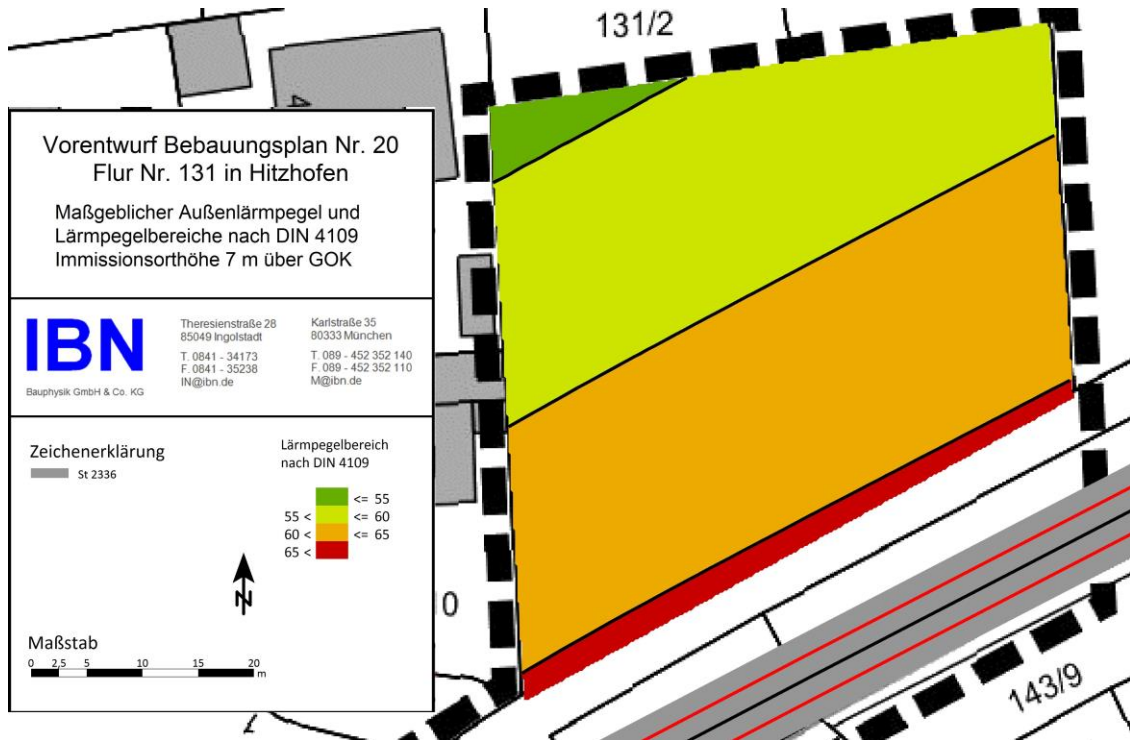 131/2
Vorentwurf Bebauungsplan Nr. 20
Flur Nr. 131 in Hitzhofen
Maßgeblicher Außenlärmpegel und
Lärmpegelbereiche nach DIN 4109
Immissionsorthöhe 7 m über GOK
IBN
Bauphysik GmbH & Co. KG
Theresienstraße 28
85049 Ingolstadt
T. 0841 - 34173
F. 0841 - 35238
IN@ibn.de
Karlstraße 35
80333 München
T. 089 - 452 352 140
F. 089 - 452 352 110
M@ibn.de
Zeichenerklärung
St 2336
Lärmpegelbereich
nach DIN 4109
<= 55
55 < <= 60
60 < <= 65
65 <
N
0
Maßstab
0 2,5 5 10 15 20
m
143/9